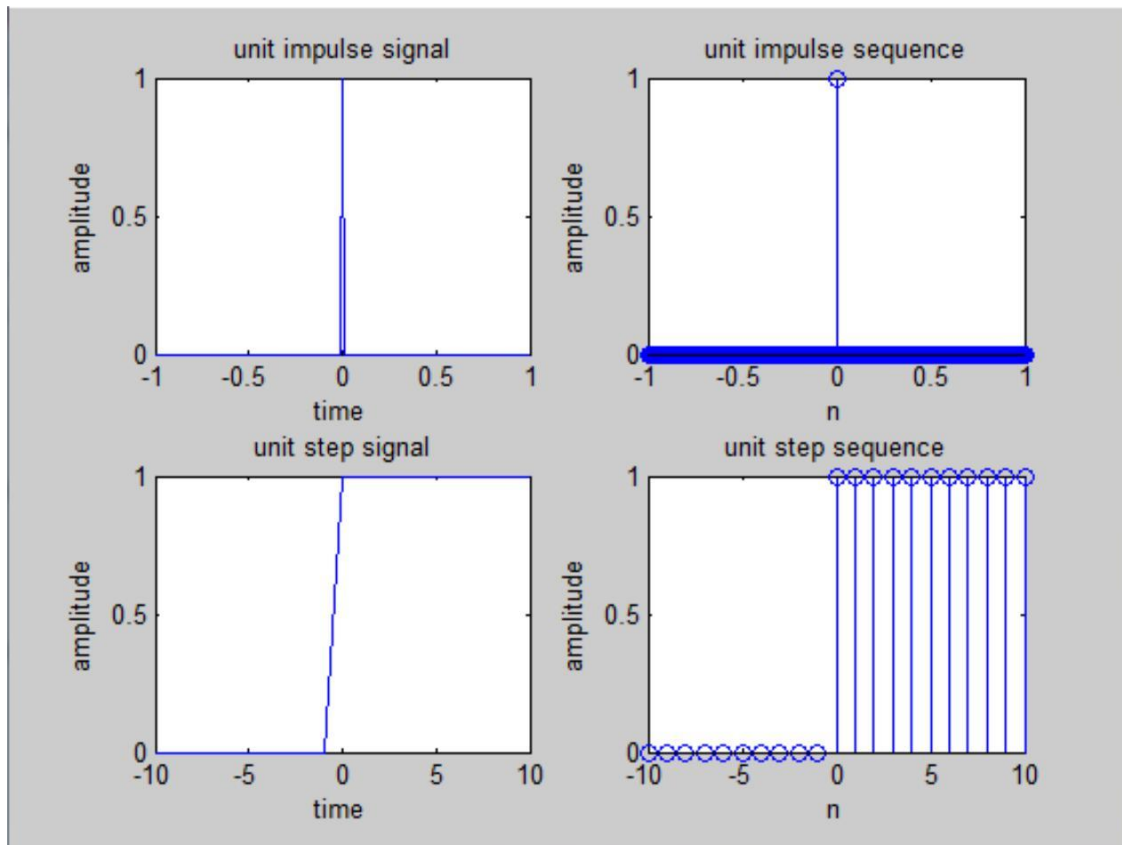 unit impulse signal
amplitude
1
0.5
0
-1 -0.5 0 0.5 1
time
unit impulse sequence
amplitude
1
0.5
0
-1 -0.5 0 0.5 1
n
unit step signal
amplitude
1
0.5
0
-10 -5 0 5 10
time
unit step sequence
amplitude
1
0.5
0
-10 -5 0 5 10
n